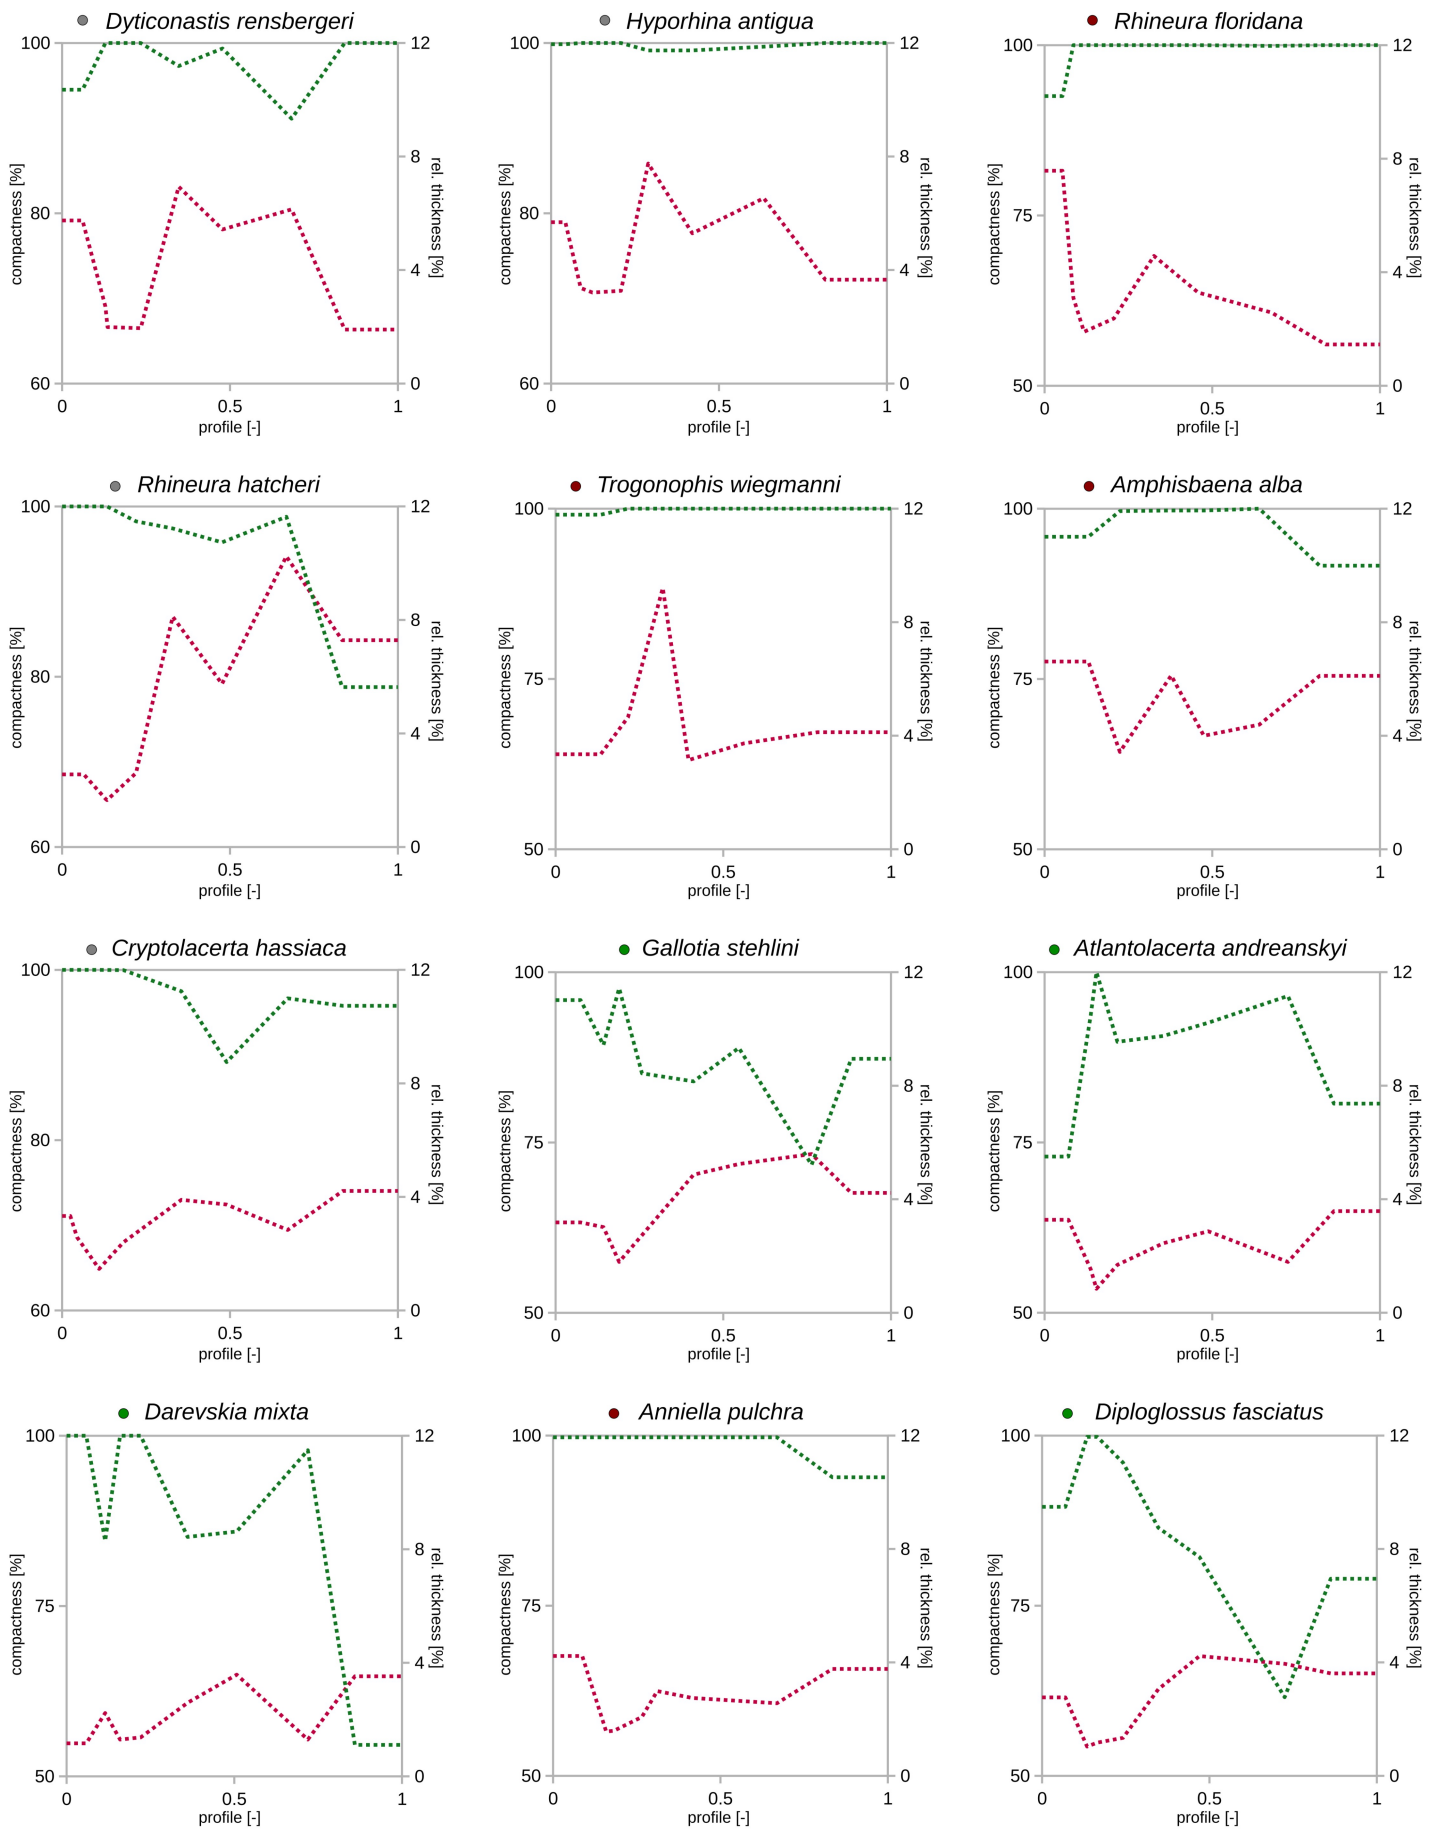 Dyticonastis rensbergeri
100
80
60
12
8
4
0
compactness [%]
rel. thickness [%]
0 0.5 1
profile [-]
Hyporhina antigua
100
80
60
12
8
4
0
compactness [%]
rel. thickness [%]
0 0.5 1
profile [-]
Rhineura floridana
100
75
50
12
8
4
0
compactness [%]
rel. thickness [%]
0 0.5 1
profile [-]
Rhineura hatcheri
100
80
60
12
8
4
0
compactness [%]
rel. thickness [%]
0 0.5 1
profile [-]
Trogonophis wiegmanni
100
75
50
12
8
4
0
compactness [%]
rel. thickness [%]
0 0.5 1
profile [-]
Amphisbaena alba
100
75
50
12
8
4
0
compactness [%]
rel. thickness [%]
0 0.5 1
profile [-]
Cryptolacerta hassiaca
100
80
60
12
8
4
0
compactness [%]
rel. thickness [%]
0 0.5 1
profile [-]
Gallotia stehlini
100
75
50
12
8
4
0
compactness [%]
rel. thickness [%]
0 0.5 1
profile [-]
Atlantolacerta andreanskyi
100
75
50
12
8
4
0
compactness [%]
rel. thickness [%]
0 0.5 1
profile [-]
Darevskia mixta
100
75
50
12
8
4
0
compactness [%]
rel. thickness [%]
0 0.5 1
profile [-]
Anniella pulchra
100
75
50
12
8
4
0
compactness [%]
rel. thickness [%]
0 0.5 1
profile [-]
Diploglossus fasciatus
100
75
50
12
8
4
0
compactness [%]
rel. thickness [%]
0 0.5 1
profile [-]